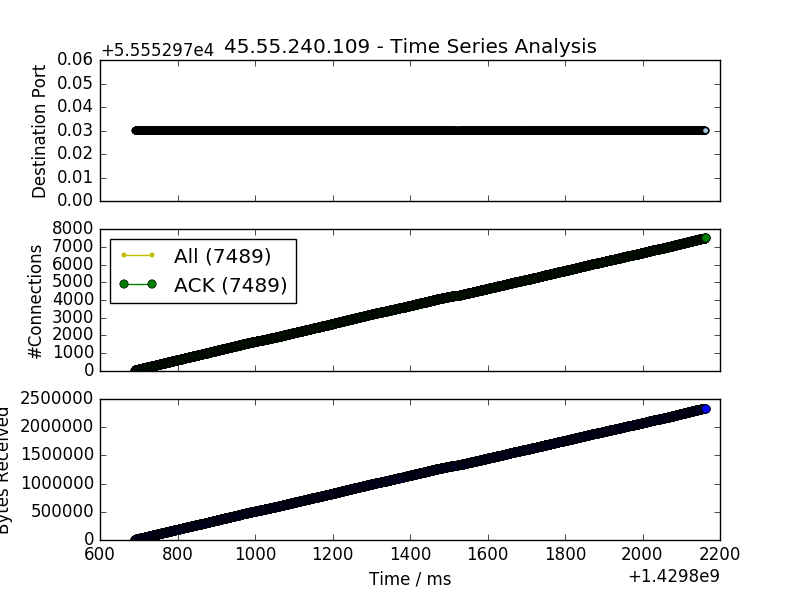 +5.555297e4 45.55.240.109 - Time Series Analysis
0.06
0.05
0.04
0.03
0.02
0.01
0.00
Destination Port
8000
7000
6000
5000
4000
3000
2000
1000
0
#Connections
All (7489)
ACK (7489)
2500000
2000000
1500000
1000000
500000
0
Bytes Received
600 800 1000 1200 1400 1600 1800 2000 2200
Time / ms
+1.4298e9